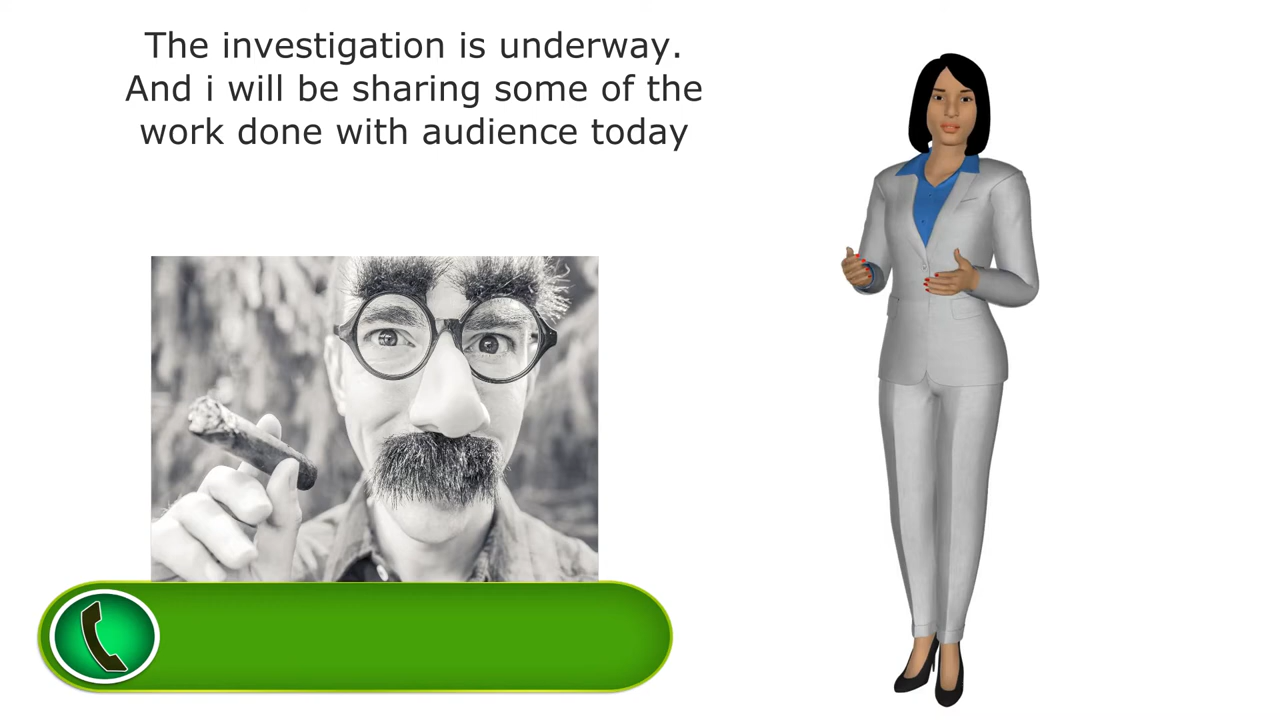 The investigation is underway.
And i will be sharing some of the
work done with audience today